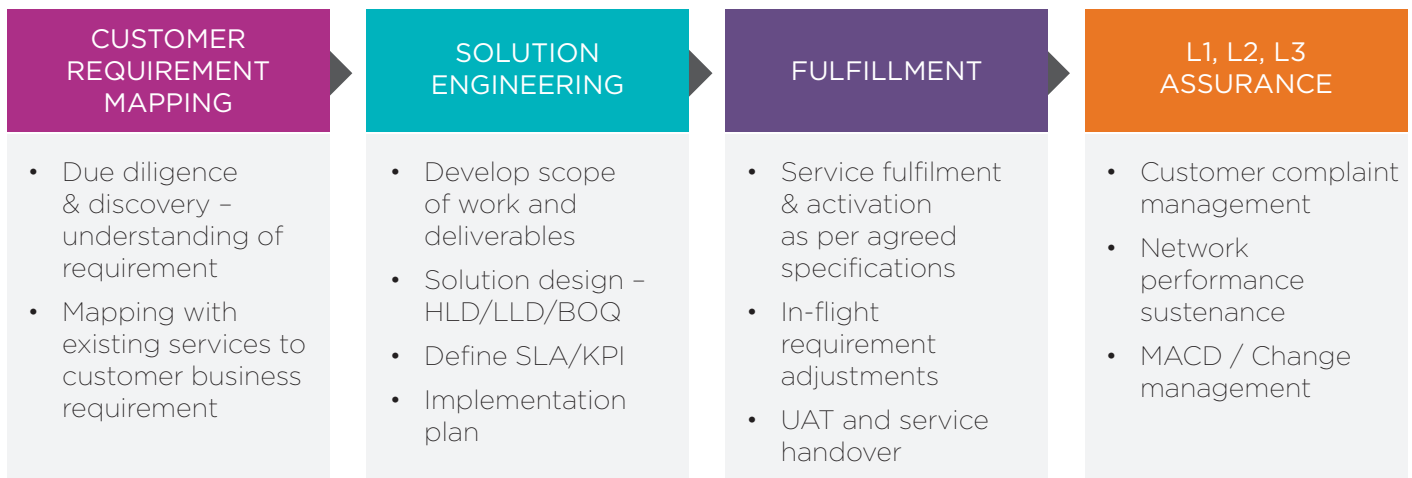 CUSTOMER
REQUIREMENT
MAPPING
• Due diligence
& discovery –
understanding of
requirement
• Mapping with
existing services to
customer business
requirement
SOLUTION
ENGINEERING
• Develop scope
of work and
deliverables
• Solution design –
HLD/LLD/BOQ
• Define SLA/KPI
• Implementation
plan
FULFILLMENT
• Service fulfilment
& activation
as per agreed
specifications
• In-flight
requirement
adjustments
• UAT and service
handover
L1, L2, L3
ASSURANCE
• Customer complaint
management
• Network
performance
sustenance
• MACD / Change
management